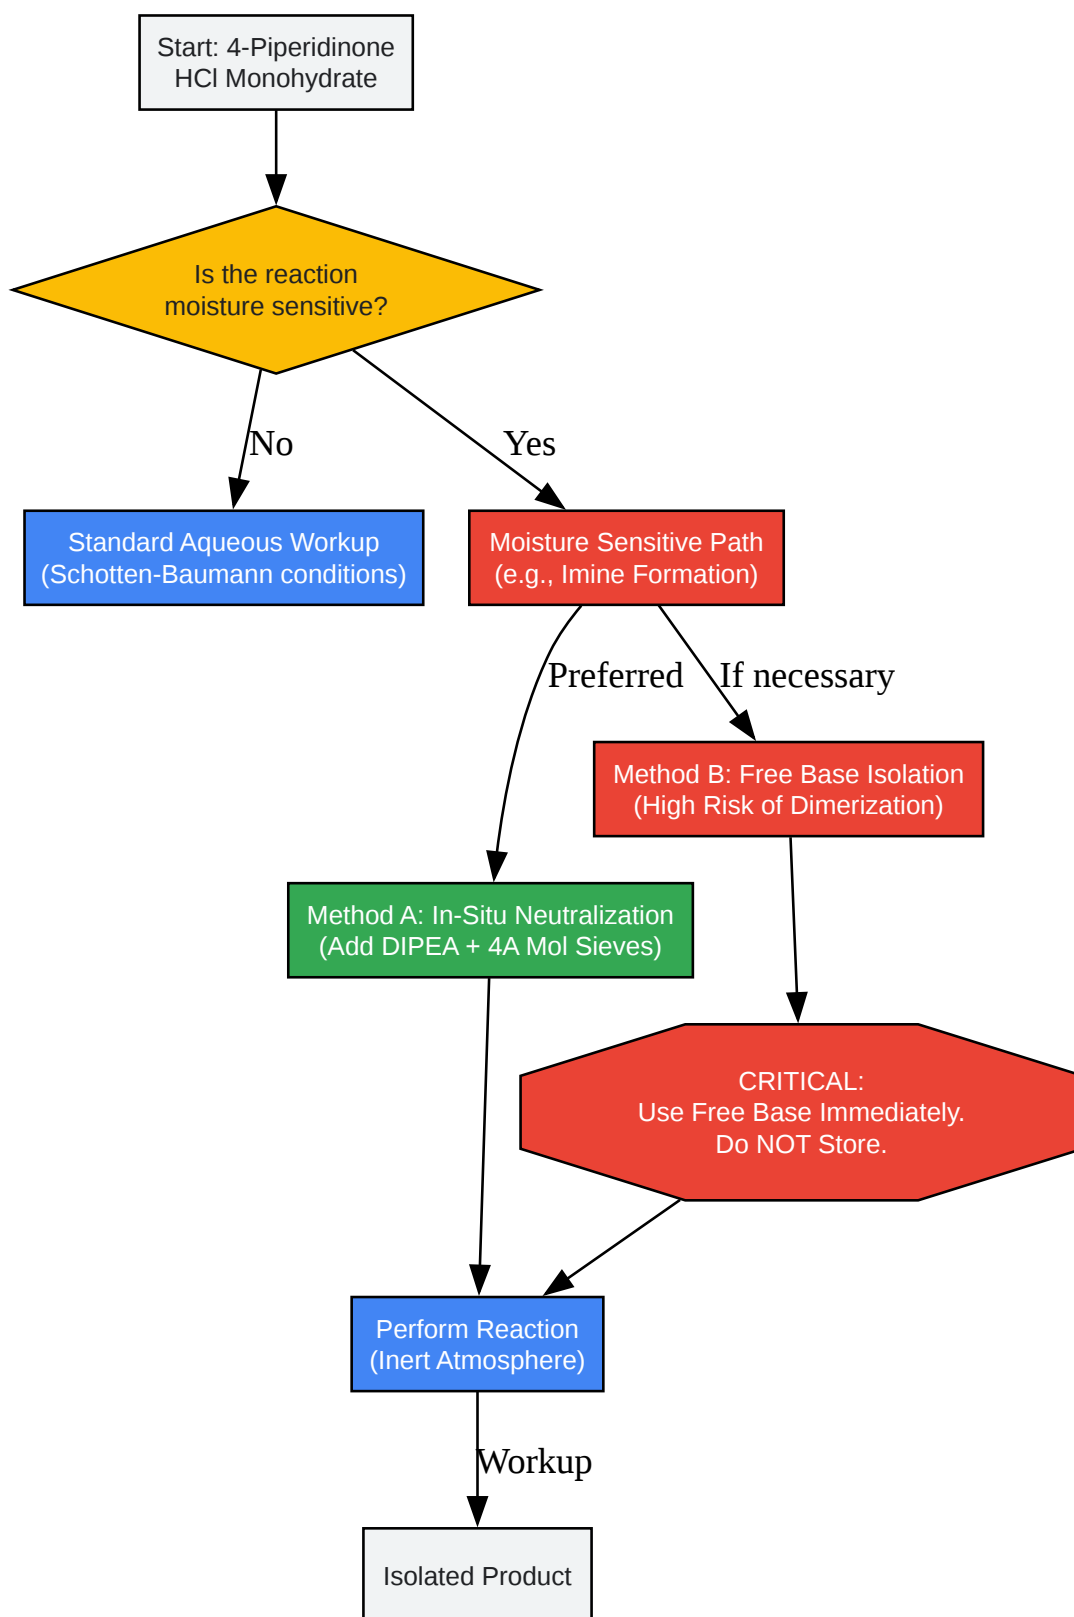 Start: 4-Piperidinone
HCl Monohydrate
Is the reaction
moisture sensitive?
No
Yes
Standard Aqueous Workup
(Schotten-Baumann conditions)
Moisture Sensitive Path
(e.g., Imine Formation)
Preferred
If necessary
Method B: Free Base Isolation
(High Risk of Dimerization)
Method A: In-Situ Neutralization
(Add DIPEA + 4A Mol Sieves)
CRITICAL:
Use Free Base Immediately.
Do NOT Store.
Perform Reaction
(Inert Atmosphere)
Workup
Isolated Product